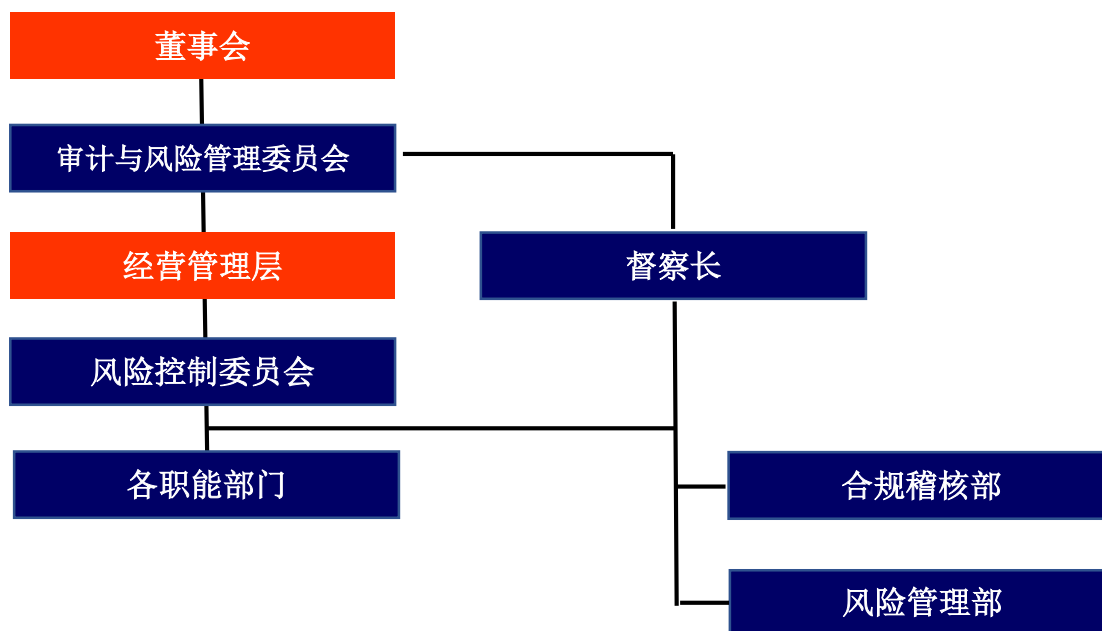 董事会
审计与风险管理委员会
经营管理层
督察长
风险控制委员会
各职能部门
合规稽核部
风险管理部